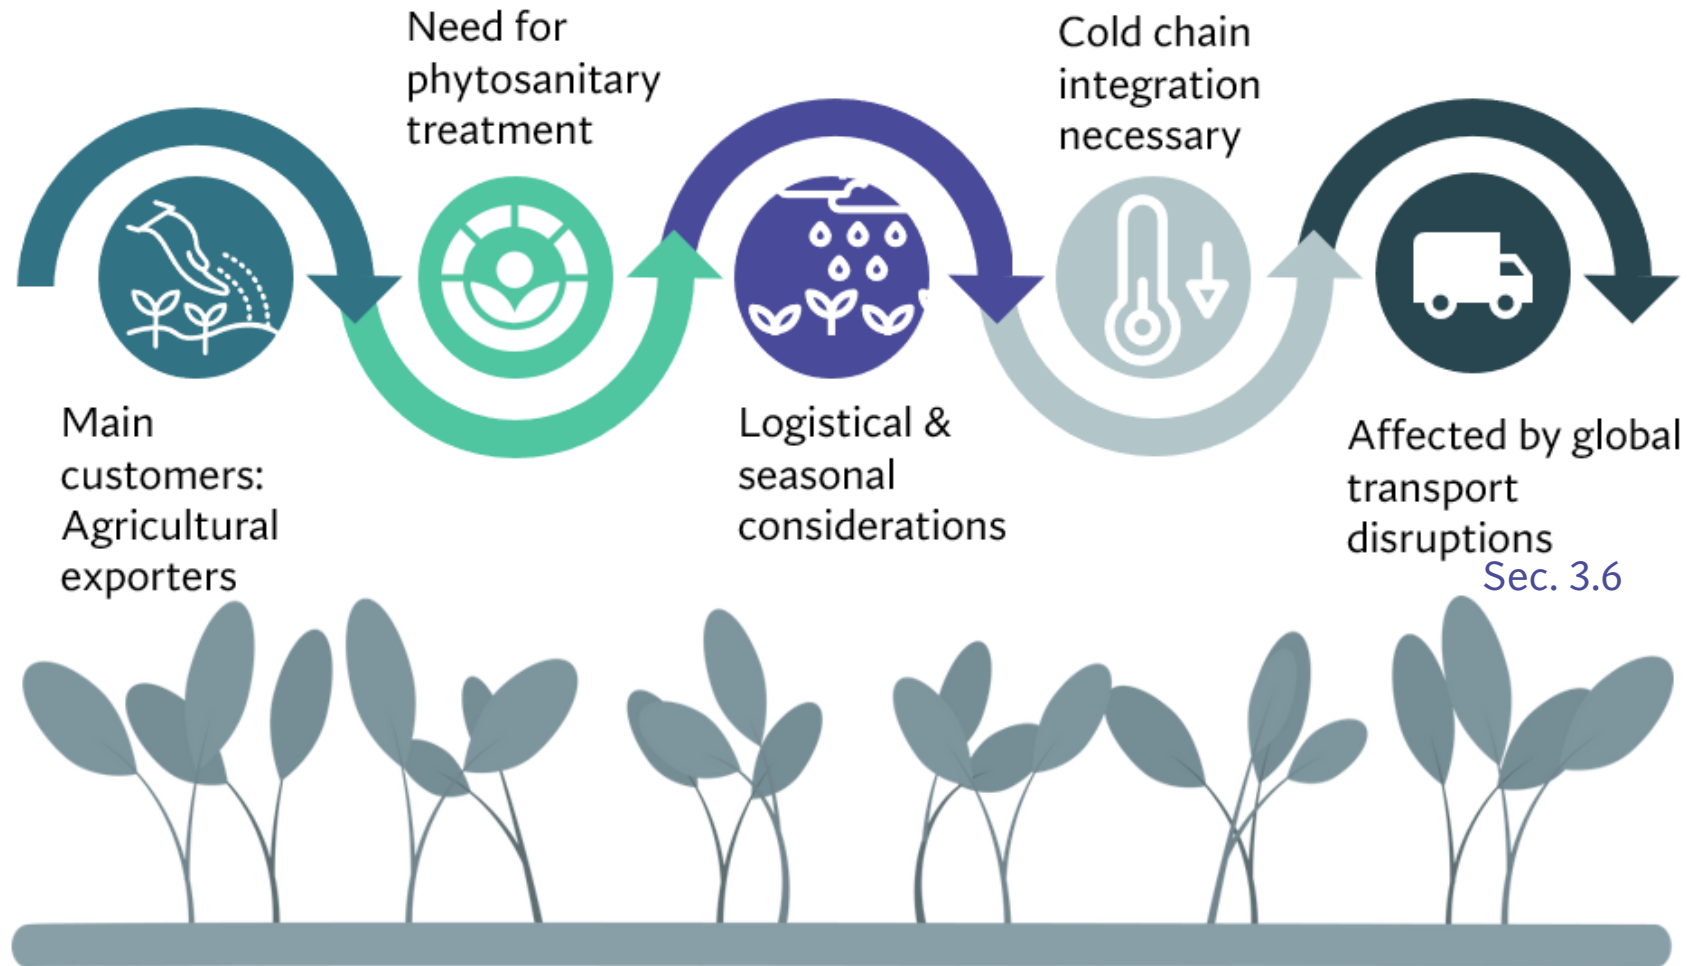 Main
customers:
Agricultural
exporters
Need for
phytosanitary
treatment
Logistical &
seasonal
considerations
Cold chain
integration
necessary
Affected by global
transport
disruptions
Sec. 3.6